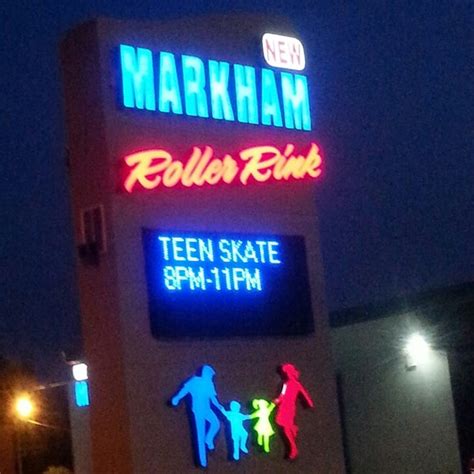 NEW
MARKHAM
Roller Rink
TEEN SKATE
8PM-11PM